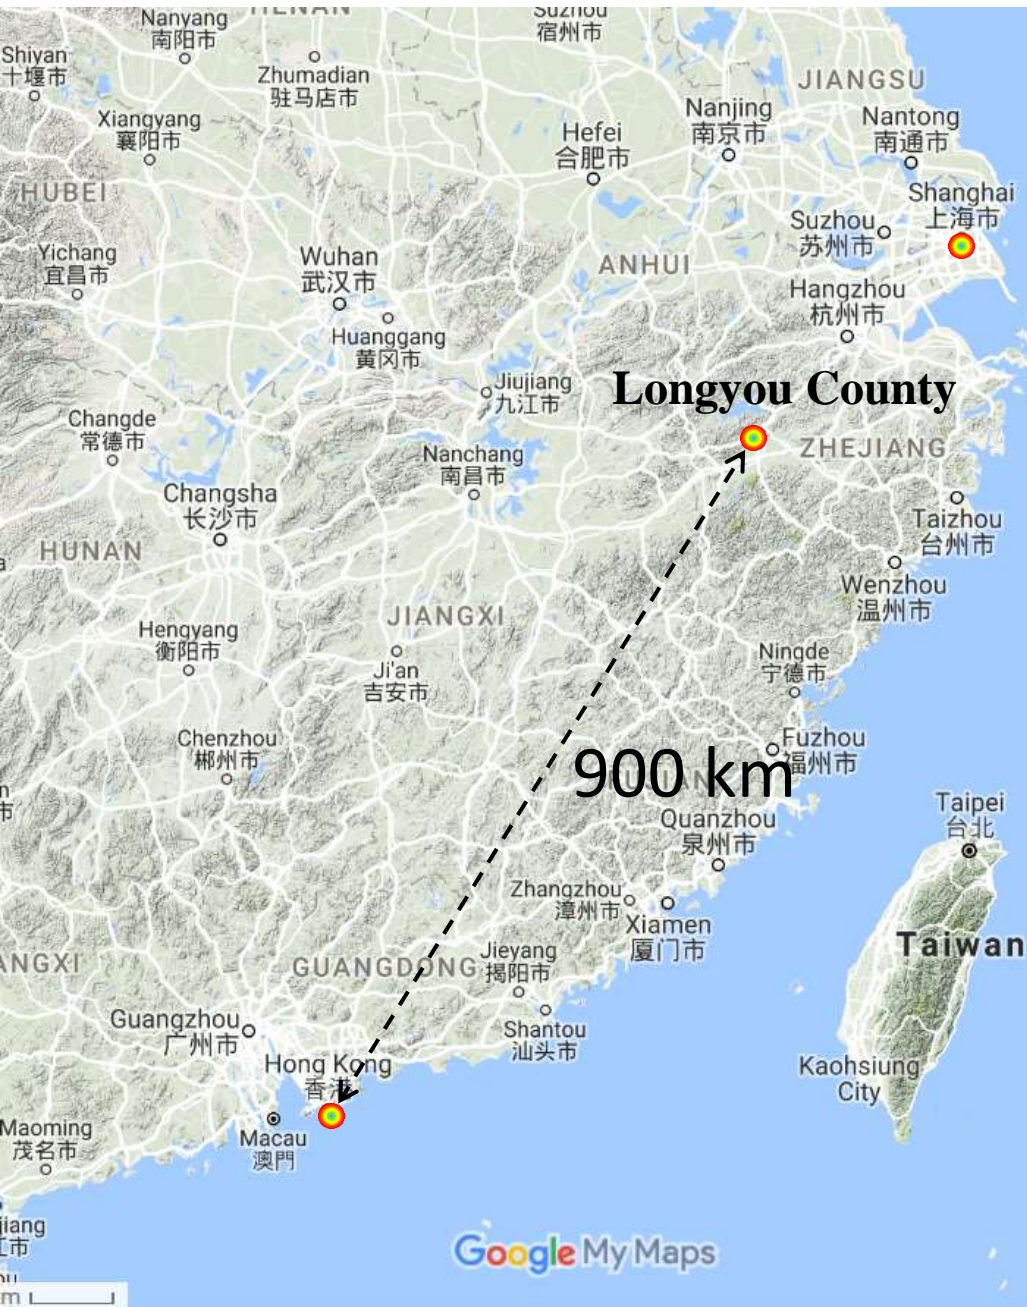 HENAN
Nanyang
南阳市
Suzhou
宿州市
Shiyan
十堰市
Zhumadian
驻马店市
JIANGSU
Xiangyang
襄阳市
Nanjing
南京市
Nantong
南通市
Hefei
合肥市
HUBEI
Shanghai
上海市
Suzhou
苏州市
Yichang
宜昌市
Wuhan
武汉市
ANHUI
Hangzhou
杭州市
Huanggang
黄冈市
Jiujiang
九江市
Longyou County
Changde
常德市
Nanchang
南昌市
ZHEJIANG
Changsha
长沙市
Taizhou
台州市
HUNAN
Wenzhou
温州市
JIANGXI
Hengyang
衡阳市
Ji'an
吉安市
Ningde
宁德市
Chenzhou
郴州市
Fuzhou
福州市
900 km
Quanzhou
泉州市
Taipei
台北
Zhangzhou
漳州市
Xiamen
厦门市
Taiwan
Jieyang
揭阳市
ANGXI
GUANGDONG
Guangzhou
广州市
Shantou
汕头市
Hong Kong
香港
Kaohsiung
City
Macau
澳門
Maoming
茂名市
jiang
江市
Google My Maps